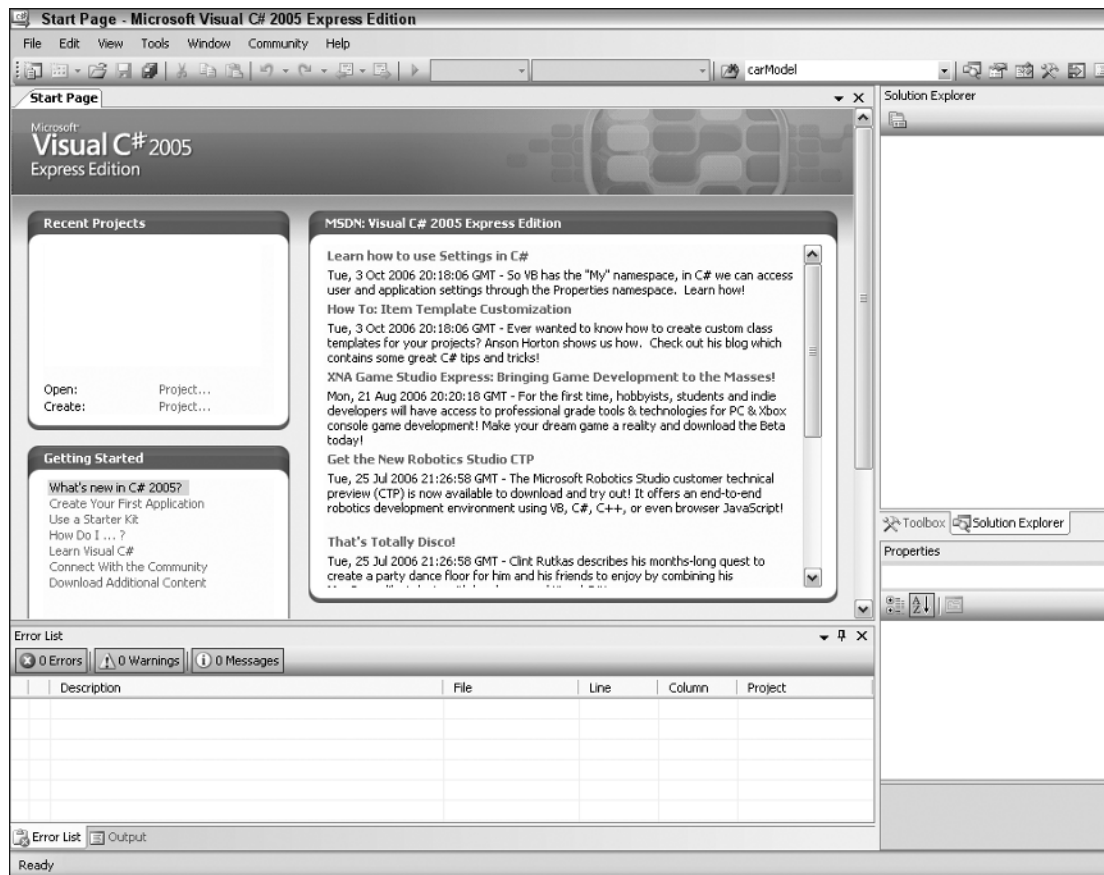 Start Page - Microsoft Visual C# 2005 Express Edition
File Edit View Tools Window Community Help
carModel
Start Page
Microsoft
Visual C# 2005
Express Edition
Recent Projects
Open: Project...
Create: Project...
Getting Started
What's new in C# 2005?
Create Your First Application
Use a Starter Kit
How Do I ... ?
Learn Visual C#
Connect With the Community
Download Additional Content
MSDN: Visual C# 2005 Express Edition
Learn how to use Settings in C#
Tue, 3 Oct 2006 20:18:06 GMT - So VB has the "My" namespace, in C# we can access
user and application settings through the Properties namespace. Learn how!
How To: Item Template Customization
Tue, 3 Oct 2006 20:18:06 GMT - Ever wanted to know how to create custom class
templates for your projects? Anson Horton shows us how. Check out his blog which
contains some great C# tips and tricks!
XNA Game Studio Express: Bringing Game Development to the Masses!
Mon, 21 Aug 2006 20:20:18 GMT - For the first time, hobbyists, students and indie
developers will have access to professional grade tools & technologies for PC & Xbox
console game development! Make your dream game a reality and download the Beta
today!
Get the New Robotics Studio CTP
Tue, 25 Jul 2006 21:26:58 GMT - The Microsoft Robotics Studio customer technical
preview (CTP) is now available to download and try out! It offers an end-to-end
robotics development environment using VB, C#, C++, or even browser JavaScript!
That's Totally Disco!
Tue, 25 Jul 2006 21:26:58 GMT - Clint Rutkas describes his months-long quest to
create a party dance floor for him and his friends to enjoy by combining his
Solution Explorer
Toolbox Solution Explorer
Properties
Error List
0 Errors 0 Warnings 0 Messages
Description File Line Column Project
Error List Output
Ready